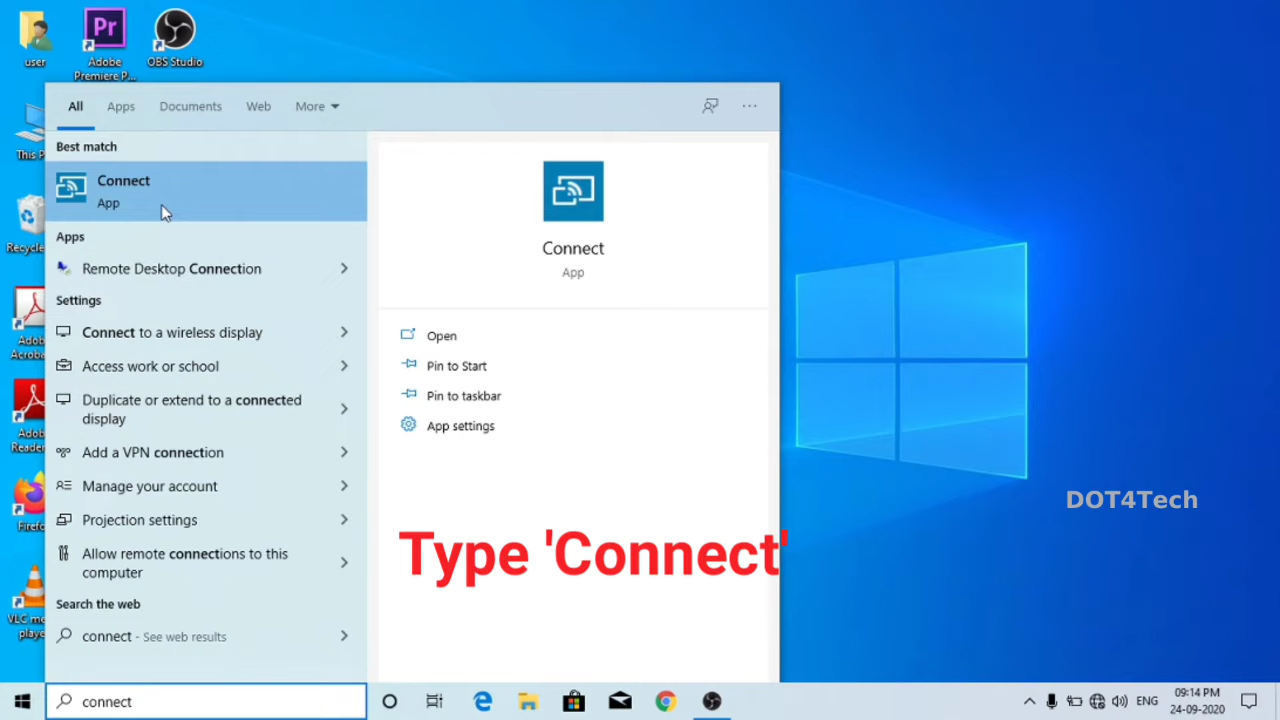 user
Adobe
Premiere P...
OBS Studio
This P
Recycle
Adob
Acroba
Adob
Reader
Firefo
VLC me
playe
All
Apps
Documents
Web
More
Best match
Connect
App
Apps
Remote Desktop Connection
Settings
Connect to a wireless display
Access work or school
Duplicate or extend to a connected
display
Add a VPN connection
Manage your account
Projection settings
Allow remote connections to this
computer
Search the web
connect - See web results
Connect
App
Open
Pin to Start
Pin to taskbar
App settings
Type 'Connect'
DOT4Tech
connect
ENG
09:14 PM
24-09-2020